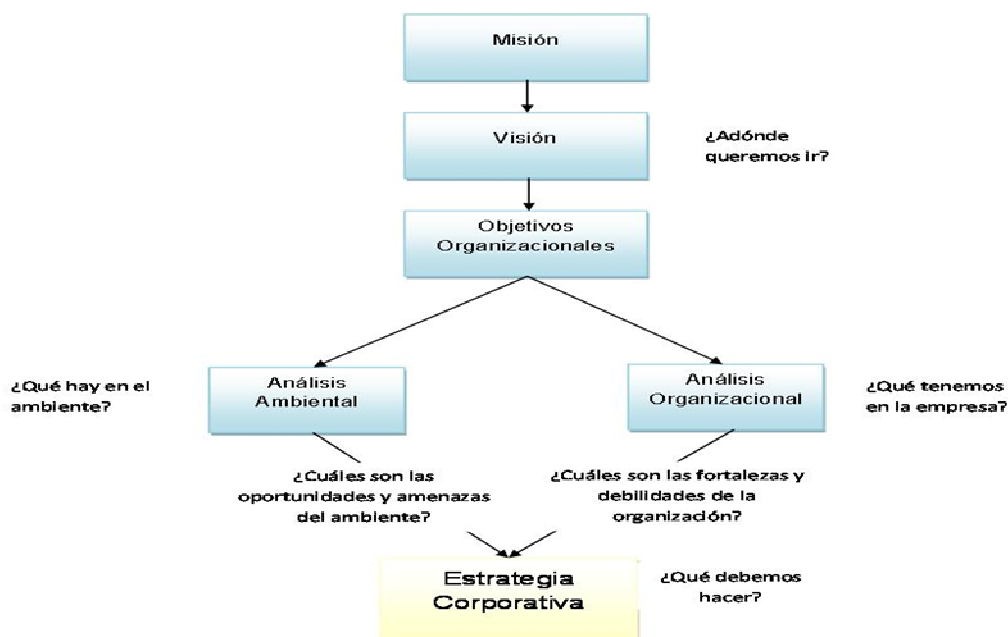 Misión
Visión
¿Adónde
queremos ir?
Objetivos
Organizacionales
¿Qué hay en el
ambiente?
Análisis
Ambiental
Análisis
Organizacional
¿Qué tenemos
en la empresa?
¿Cuáles son las
oportunidades y amenazas
del ambiente?
¿Cuáles son las fortalezas y
debilidades de la
organización?
Estrategia
Corporativa
¿Qué debemos
hacer?